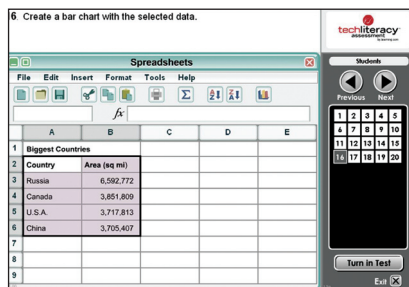 6. Create a bar chart with the selected data.
techliteracy
assessment
by learning.com
Spreadsheets
File Edit Insert Format Tools Help
Σ A Z Z A
fx
A B C D E
1 Biggest Countries
2 Country Area (sq mi)
3 Russia 6,592,772
4 Canada 3,851,809
5 U.S.A. 3,717,813
6 China 3,705,407
7
8
9
Students
Previous Next
1 2 3 4 5
6 7 8 9 10
11 12 13 14 15
16 17 18 19 20
Turn in Test
Exit X